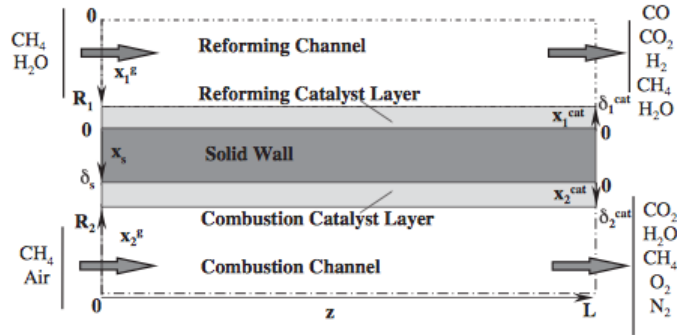 0
CH₄
H₂O
Reforming Channel
x₁ᵍ
CO
CO₂
H₂
CH₄
H₂O
R₁
Reforming Catalyst Layer
δ₁ᶜᵃᵗ
x₁ᶜᵃᵗ
0
0
xₛ
Solid Wall
δₛ
0
x₂ᶜᵃᵗ
R₂
Combustion Catalyst Layer
δ₂ᶜᵃᵗ
x₂ᵍ
CH₄
Air
Combustion Channel
CO₂
H₂O
CH₄
O₂
N₂
0
z
L